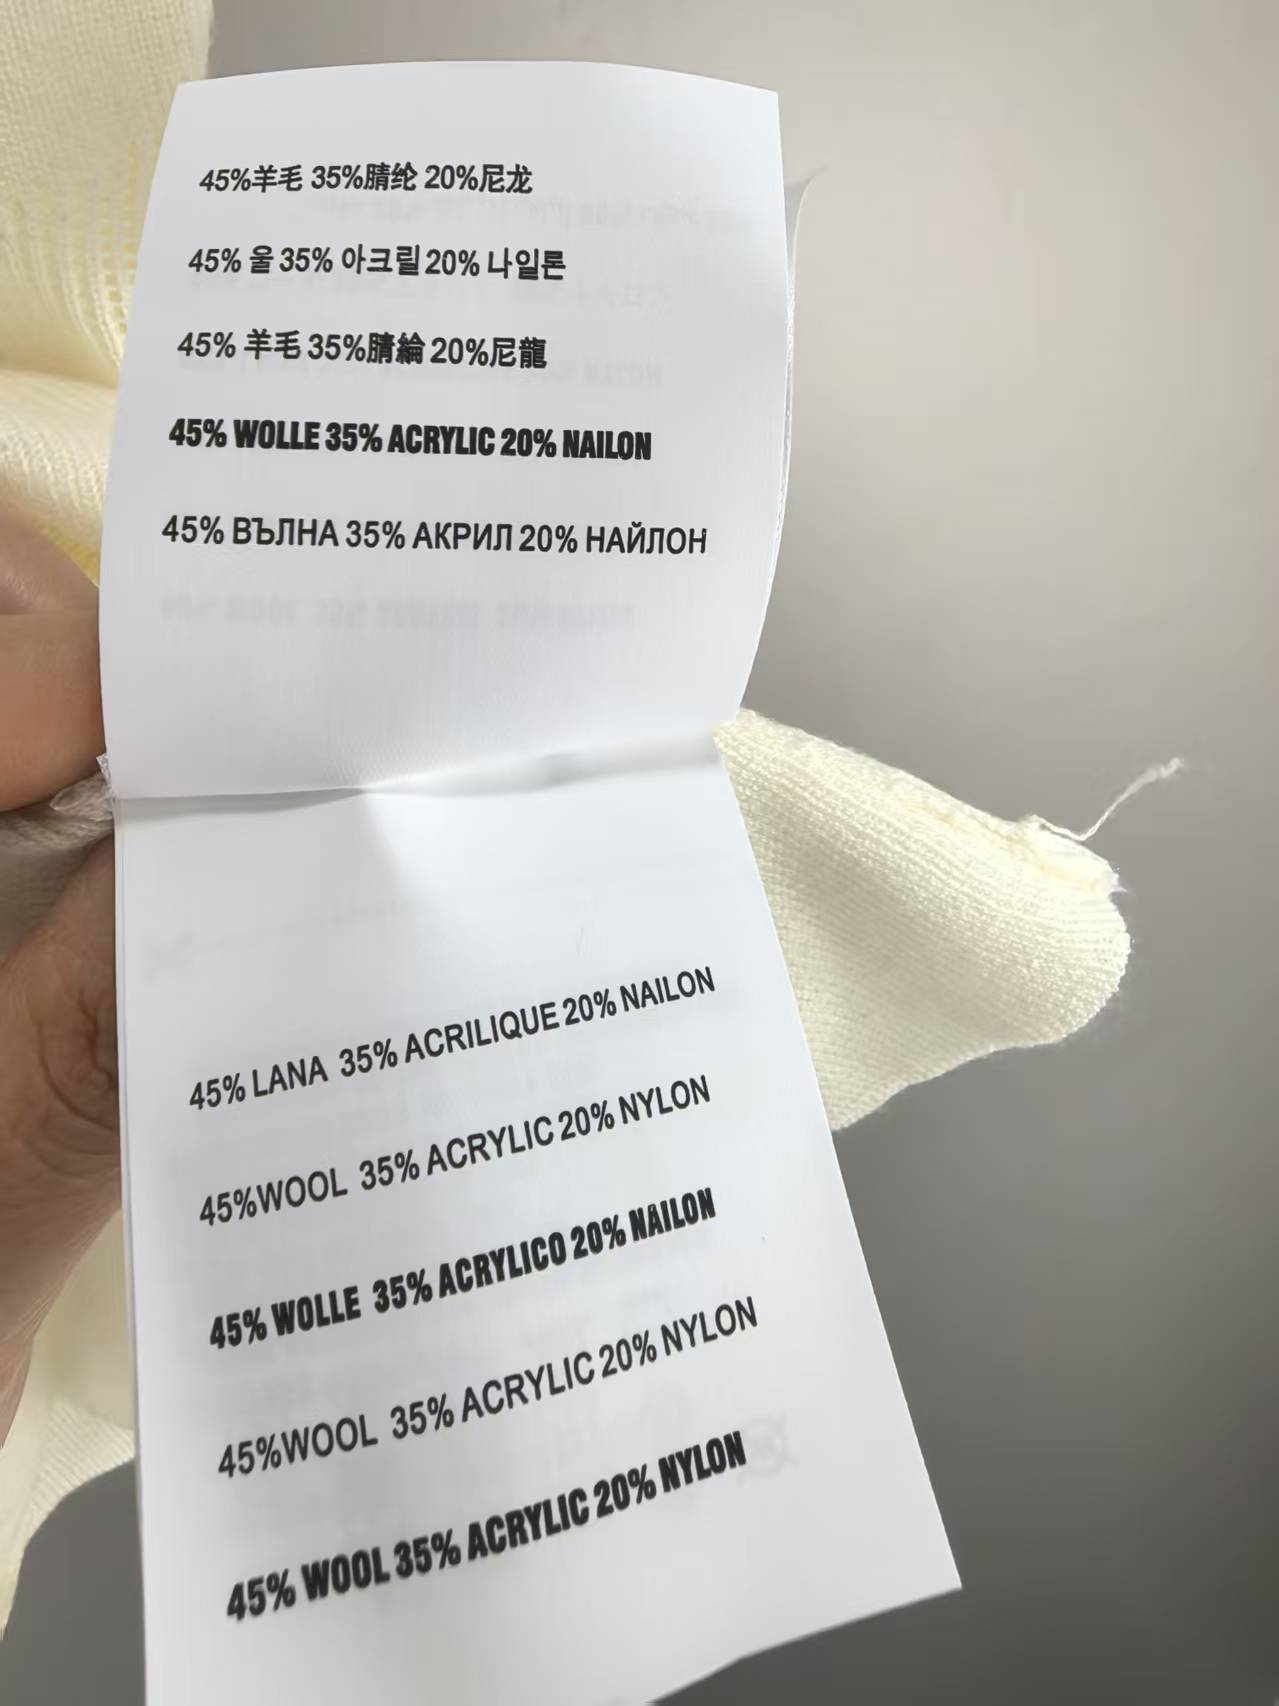 45%羊毛 35%腈纶 20%尼龙
45% 울 35% 아크릴 20% 나일론
45% 羊毛 35%腈綸 20%尼龍
45% WOLLE 35% ACRYLIC 20% NAILON
45% ВЪЛНА 35% АКРИЛ 20% НАЙЛОН
45% LANA 35% ACRILIQUE 20% NAILON
45%WOOL 35% ACRYLIC 20% NYLON
45% WOLLE 35% ACRYLICO 20% NAILON
45%WOOL 35% ACRYLIC 20% NYLON
45% WOOL 35% ACRYLIC 20% NYLON